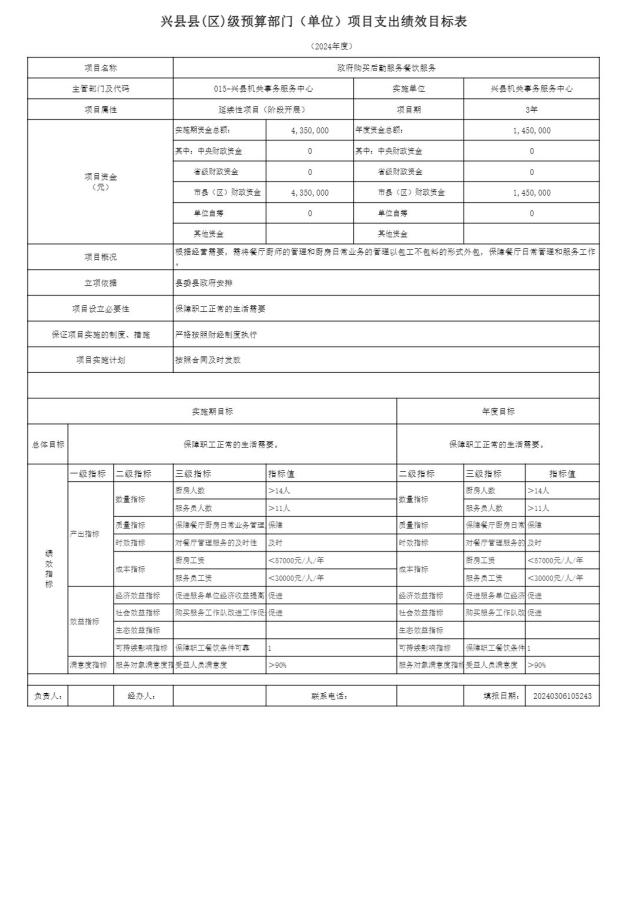 兴县县(区)级预算部门（单位）项目支出绩效目标表
（2024年度）
项目名称 政府购买后勤服务餐饮服务
主管部门及代码 015-兴县机关事务服务中心 实施单位 兴县机关事务服务中心
项目属性 延续性项目（阶段开展） 项目期 3年
项目资金
（元）
实施期资金总额: 4,350,000 年度资金总额: 1,450,000
其中: 中央财政资金 0 其中: 中央财政资金 0
省级财政资金 0 省级财政资金 0
市县（区）财政资金 4,350,000 市县（区）财政资金 1,450,000
单位自筹 0 单位自筹 0
其他资金 其他资金
项目概况 根据经营需要，需将餐厅厨师的管理和厨房日常业务的管理以包工不包料的形式外包，保障餐厅日常管理和服务工作
。
立项依据 县委县政府安排
项目设立必要性 保障职工正常的生活需要
保证项目实施的制度、措施 严格按照财经制度执行
项目实施计划 按照合同及时发放
实施期目标 年度目标
总体目标 保障职工正常的生活需要。 保障职工正常的生活需要。
绩效指标
一级指标 二级指标 三级指标 指标值 二级指标 三级指标 指标值
产出指标 数量指标 厨房人数 >14人 数量指标 厨房人数 >14人
服务员人数 >11人 服务员人数 >11人
质量指标 保障餐厅厨房日常业务管理 保障 质量指标 保障餐厅厨房日常 保障
时效指标 对餐厅管理服务的及时性 及时 时效指标 对餐厅管理服务的 及时
成本指标 厨房工资 <57000元/人/年 成本指标 厨房工资 <57000元/人/年
服务员工资 <30000元/人/年 服务员工资 <30000元/人/年
效益指标 经济效益指标 促进服务单位经济收益提高 促进 经济效益指标 促进服务单位经济 促进
社会效益指标 购买服务工作队改进工作促 促进 社会效益指标 购买服务工作队改 促进
生态效益指标 生态效益指标
可持续影响指标 保障职工餐饮条件可靠 1 可持续影响指标 保障职工餐饮条件 1
满意度指标 服务对象满意度指 受益人员满意度 >90% 服务对象满意度指标 受益人员满意度 >90%
负责人: 经办人: 联系电话: 填报日期: 20240306105243